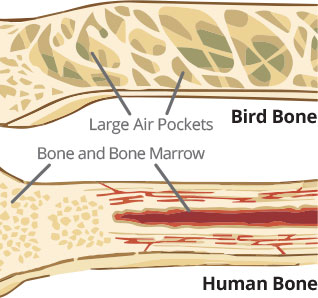 Large Air Pockets
Bird Bone
Bone and Bone Marrow
Human Bone